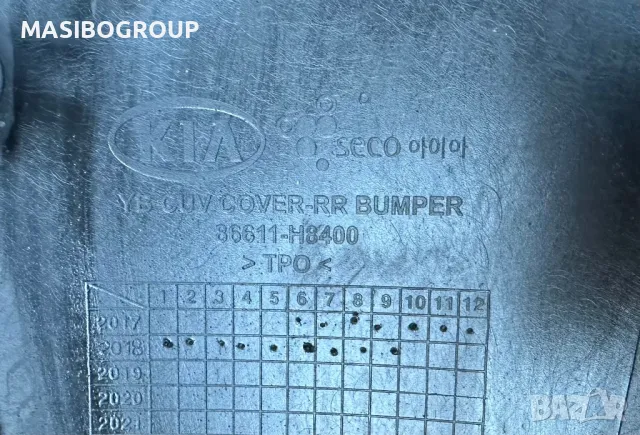 MASIBOGROUP
KIA seco 아이아
YB CUV COVER-RR BUMPER
86611-H8400
>TPO<
1 2 3 4 5 6 7 8 9 10 11 12
2017
2018
2019
2020
2021
BAZAR